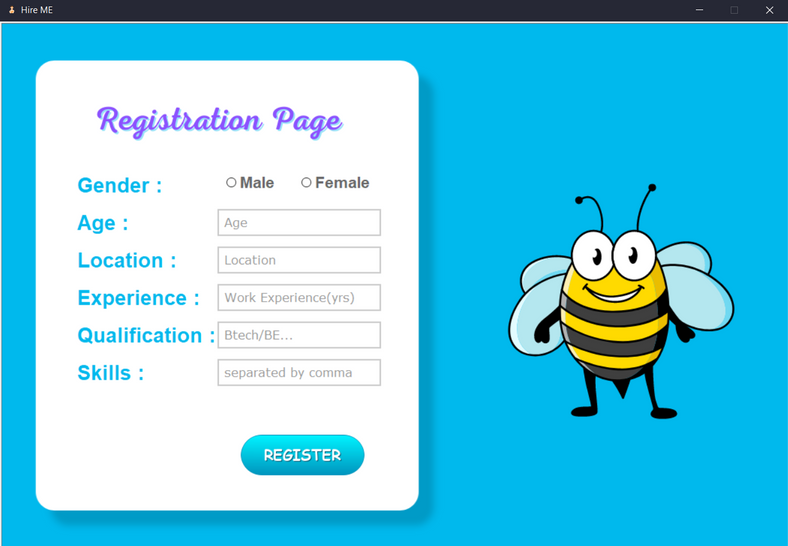 Hire ME
Registration Page
Gender : Male Female
Age : Age
Location : Location
Experience : Work Experience(yrs)
Qualification : Btech/BE...
Skills : separated by comma
REGISTER